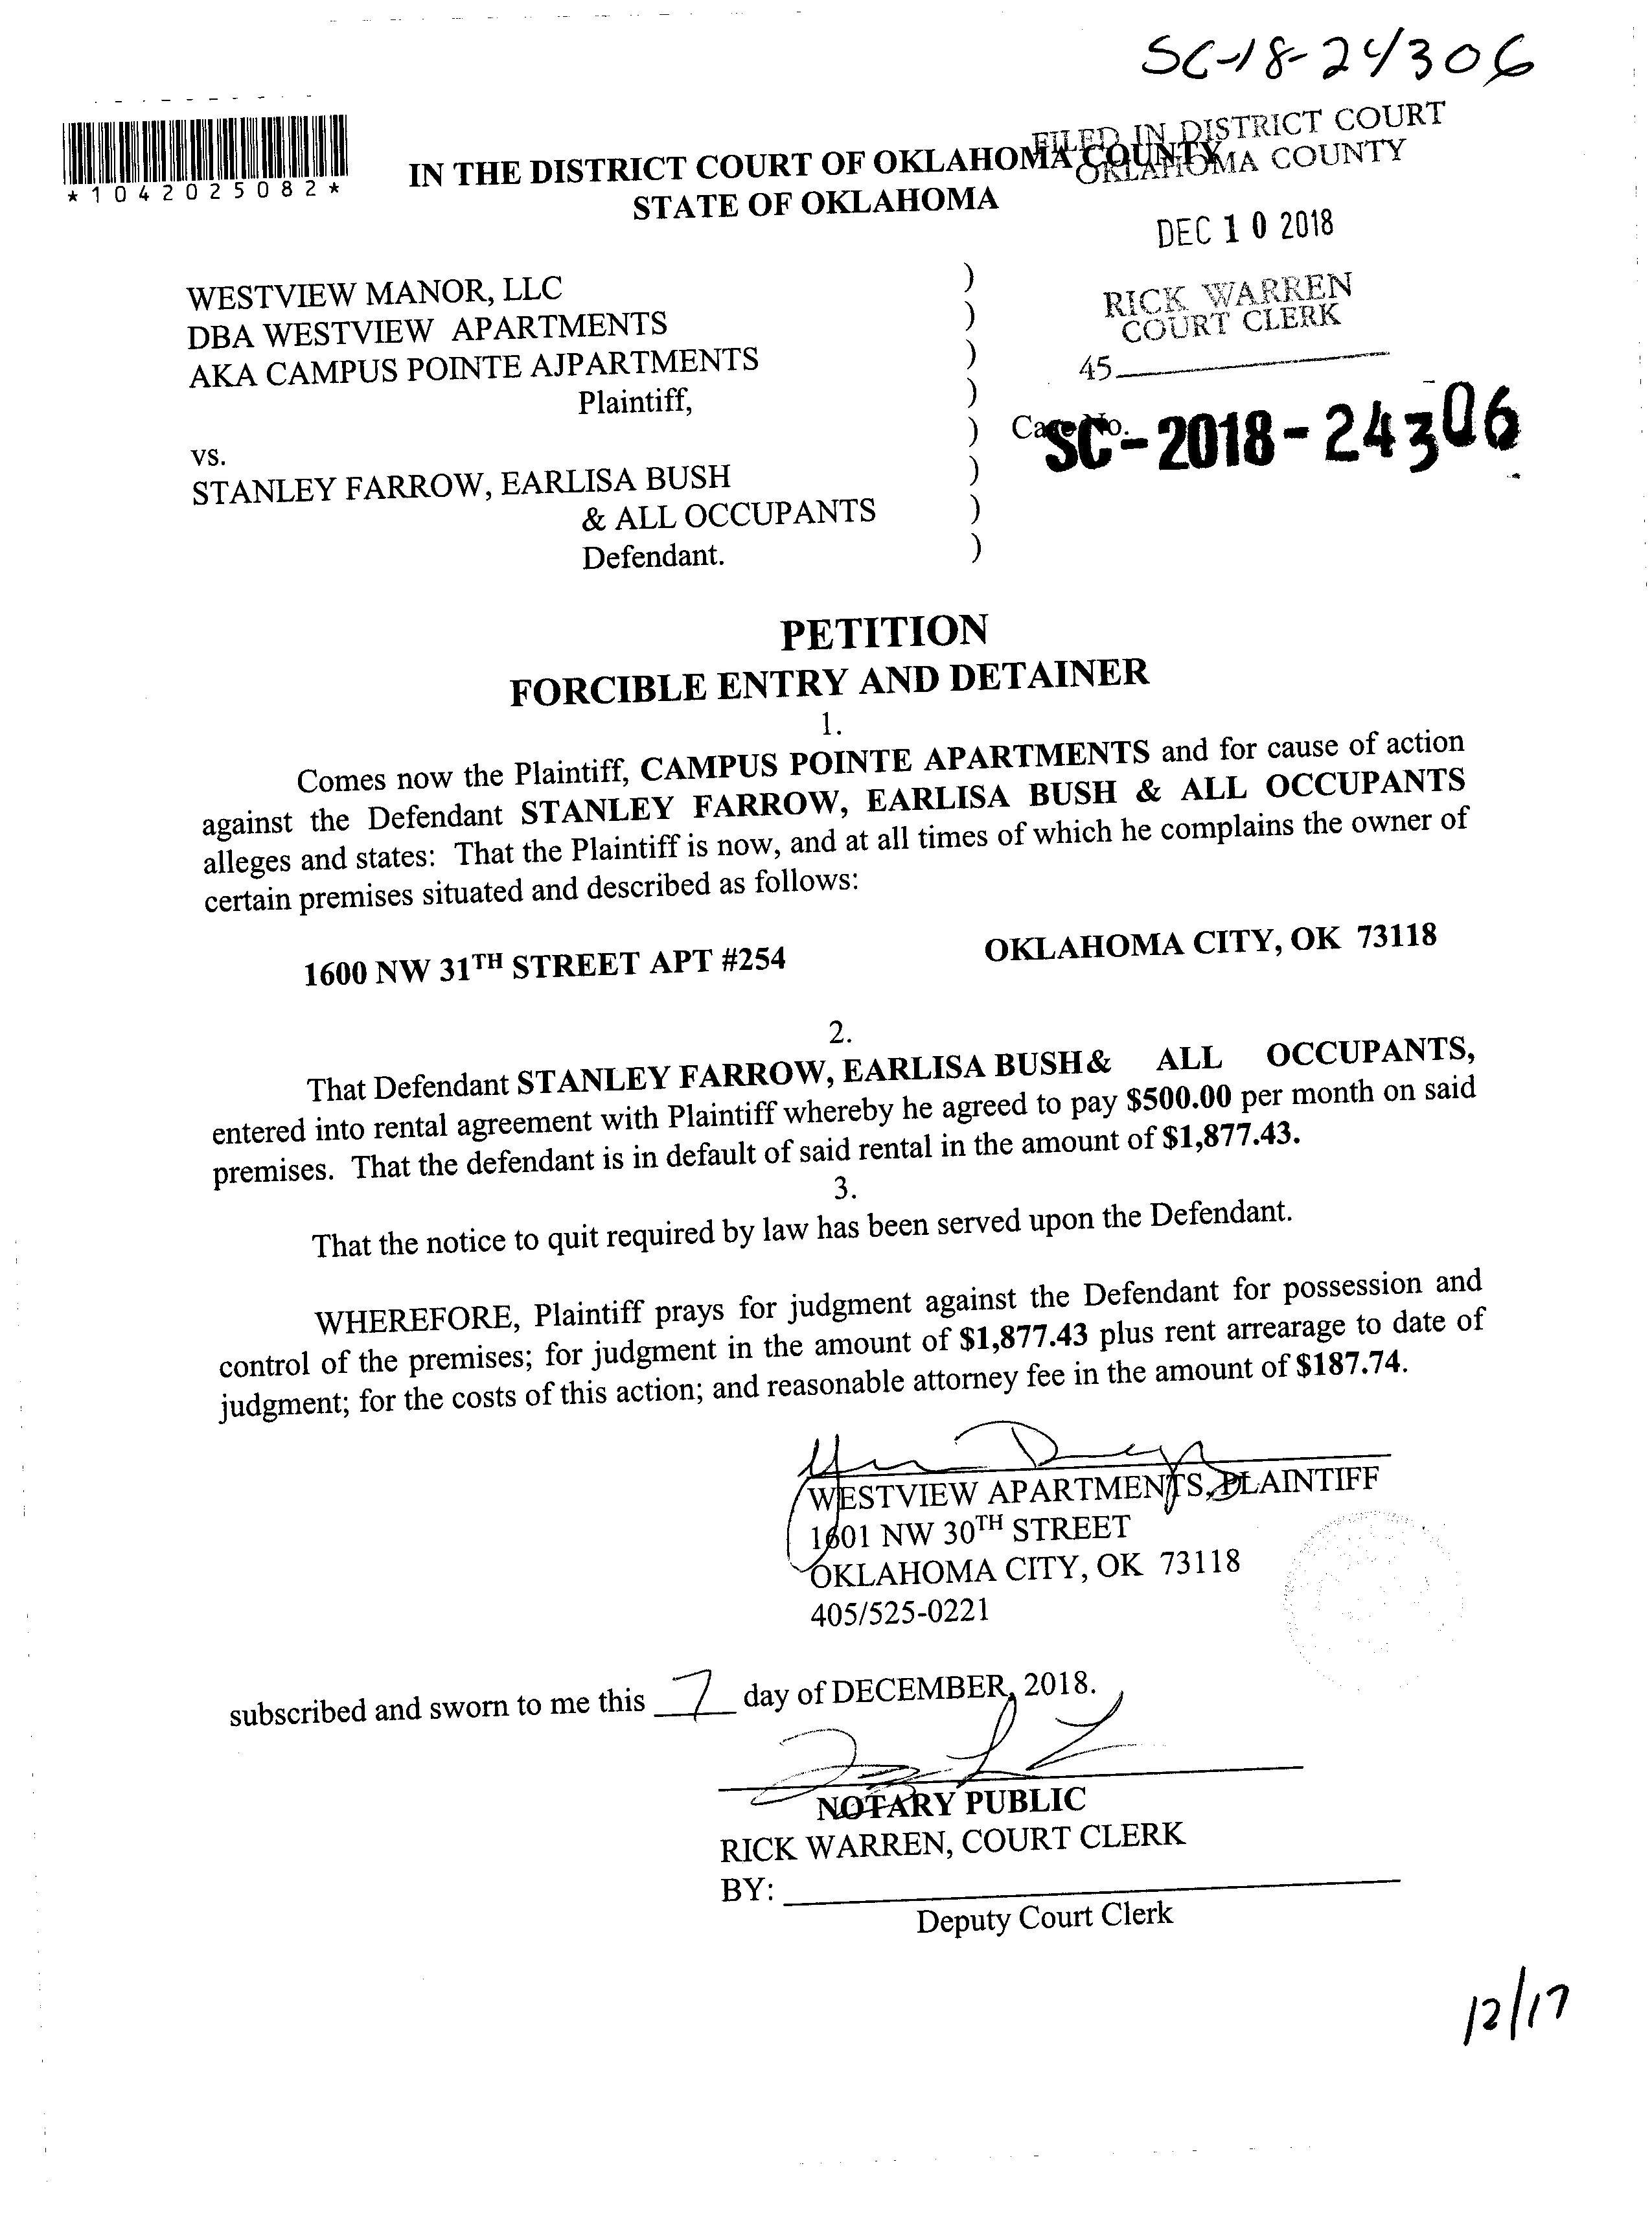 SC-18-24306
*1042025082*
IN THE DISTRICT COURT OF OKLAHOMA COUNTY
STATE OF OKLAHOMA
FILED IN DISTRICT COURT
OKLAHOMA COUNTY
DEC 10 2018
RICK WARREN
COURT CLERK
45
WESTVIEW MANOR, LLC )
DBA WESTVIEW APARTMENTS )
AKA CAMPUS POINTE AJPARTMENTS )
Plaintiff, )
) Case No. SC-2018-24306
vs.
STANLEY FARROW, EARLISA BUSH )
& ALL OCCUPANTS )
Defendant. )
PETITION
FORCIBLE ENTRY AND DETAINER
1.
Comes now the Plaintiff, CAMPUS POINTE APARTMENTS and for cause of action
against the Defendant STANLEY FARROW, EARLISA BUSH & ALL OCCUPANTS
alleges and states: That the Plaintiff is now, and at all times of which he complains the owner of
certain premises situated and described as follows:
1600 NW 31TH STREET APT #254 OKLAHOMA CITY, OK 73118
2.
That Defendant STANLEY FARROW, EARLISA BUSH& ALL OCCUPANTS,
entered into rental agreement with Plaintiff whereby he agreed to pay $500.00 per month on said
premises. That the defendant is in default of said rental in the amount of $1,877.43.
3.
That the notice to quit required by law has been served upon the Defendant.
WHEREFORE, Plaintiff prays for judgment against the Defendant for possession and
control of the premises; for judgment in the amount of $1,877.43 plus rent arrearage to date of
judgment; for the costs of this action; and reasonable attorney fee in the amount of $187.74.
WESTVIEW APARTMENTS, PLAINTIFF
1601 NW 30TH STREET
OKLAHOMA CITY, OK 73118
405/525-0221
subscribed and sworn to me this 7 day of DECEMBER, 2018.
NOTARY PUBLIC
RICK WARREN, COURT CLERK
BY:
Deputy Court Clerk
12/17